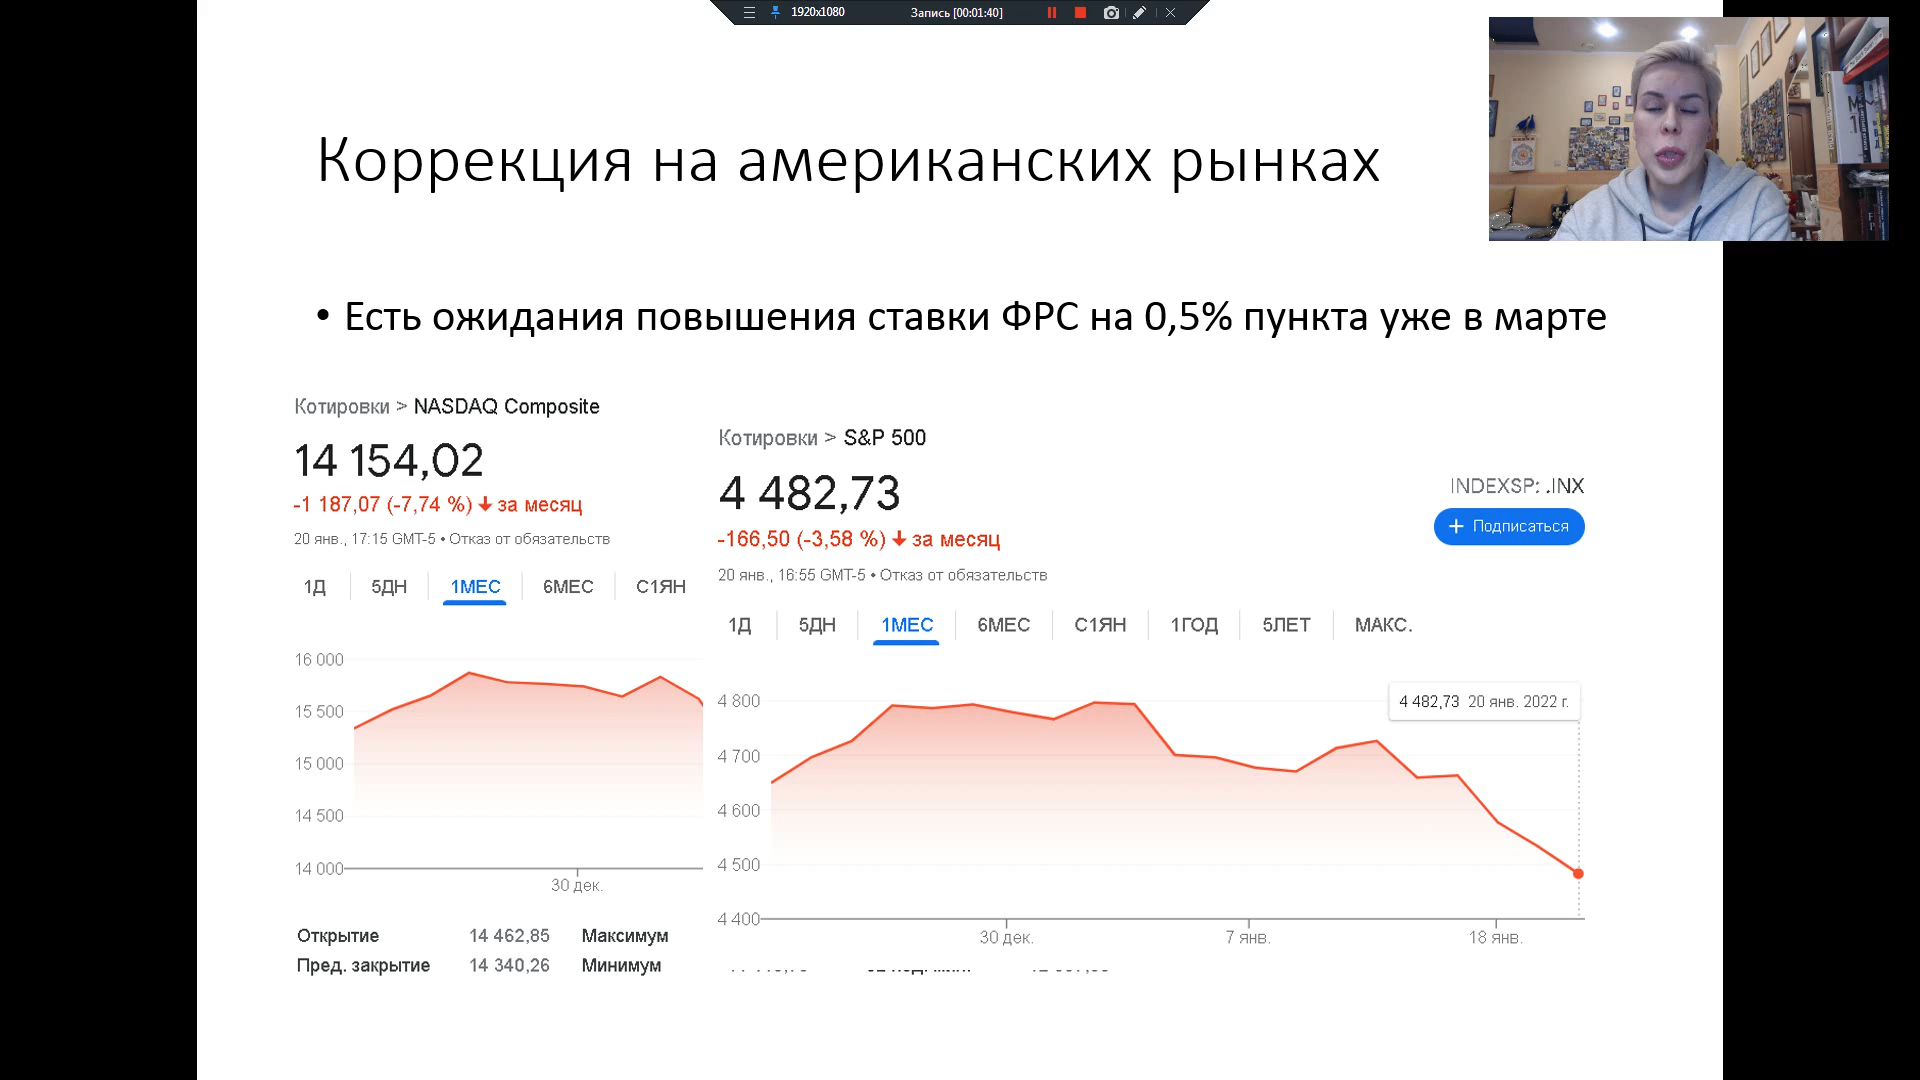 1920x1080
Запись [00:01:40]
Коррекция на американских рынках
• Есть ожидания повышения ставки ФРС на 0,5% пункта уже в марте
Котировки > NASDAQ Composite
14 154,02
-1 187,07 (-7,74 %) ↓ за месяц
20 янв., 17:15 GMT-5 • Отказ от обязательств
1Д 5ДН 1МЕС 6МЕС С1ЯН
16 000
15 500
15 000
14 500
14 000
30 дек.
Открытие 14 462,85 Максимум
Пред. закрытие 14 340,26 Минимум
Котировки > S&P 500
4 482,73
-166,50 (-3,58 %) ↓ за месяц
20 янв., 16:55 GMT-5 • Отказ от обязательств
INDEXSP: .INX
+ Подписаться
1Д 5ДН 1МЕС 6МЕС С1ЯН 1ГОД 5ЛЕТ МАКС.
4 482,73 20 янв. 2022 г.
4 800
4 700
4 600
4 500
4 400
30 дек. 7 янв. 18 янв.